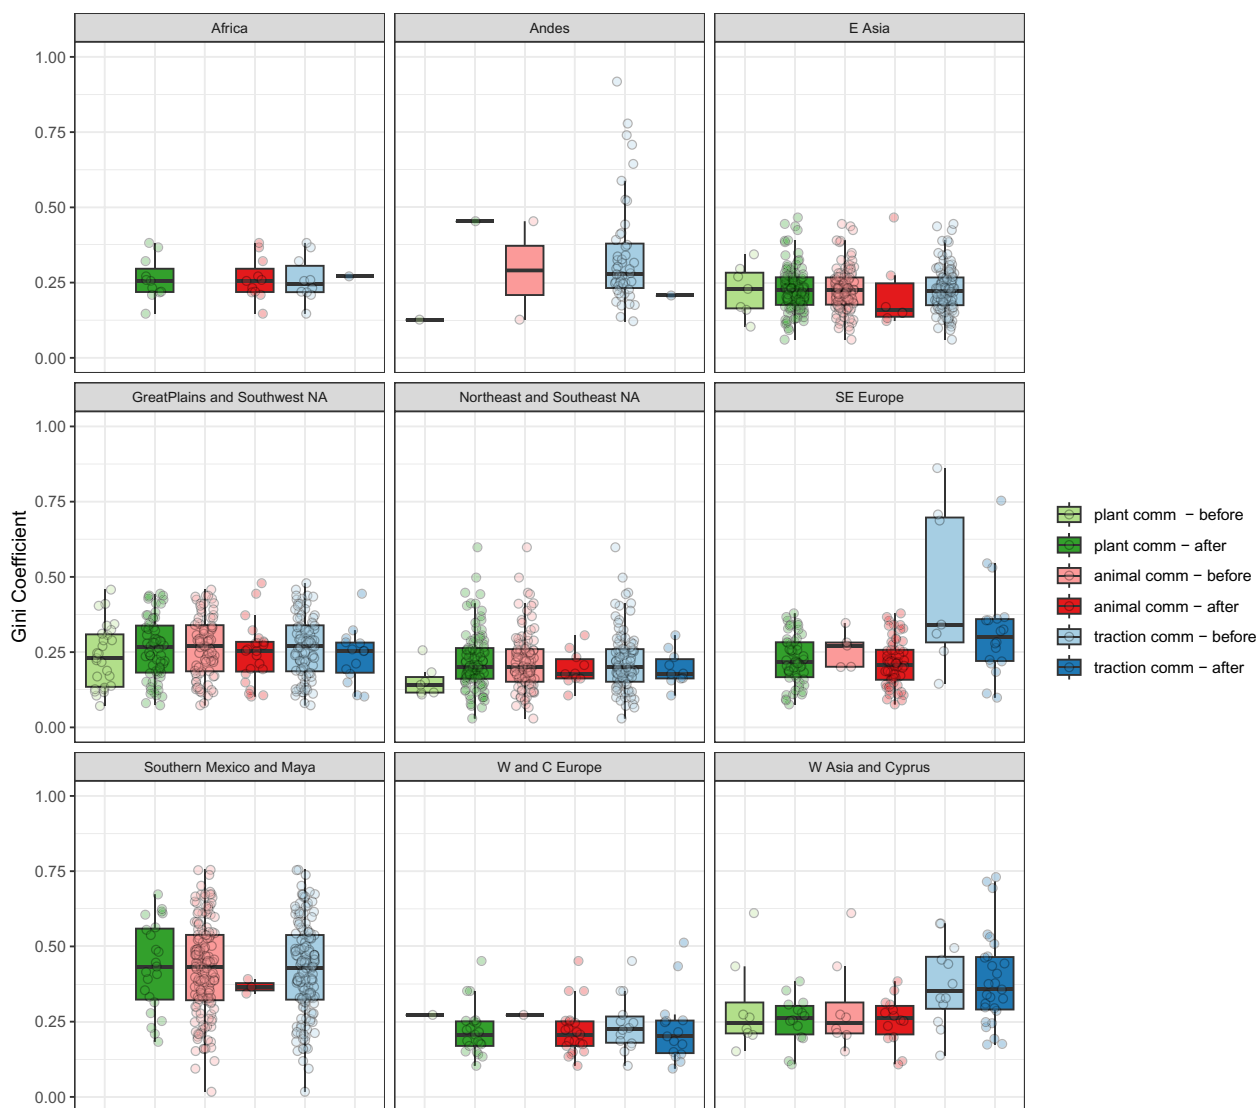 Africa
Andes
E Asia
1.00
0.75
0.50
0.25
0.00
GreatPlains and Southwest NA
Northeast and Southeast NA
SE Europe
1.00
0.75
0.50
0.25
0.00
Southern Mexico and Maya
W and C Europe
W Asia and Cyprus
1.00
0.75
0.50
0.25
0.00
Gini Coefficient
plant comm − before
plant comm − after
animal comm − before
animal comm − after
traction comm − before
traction comm − after